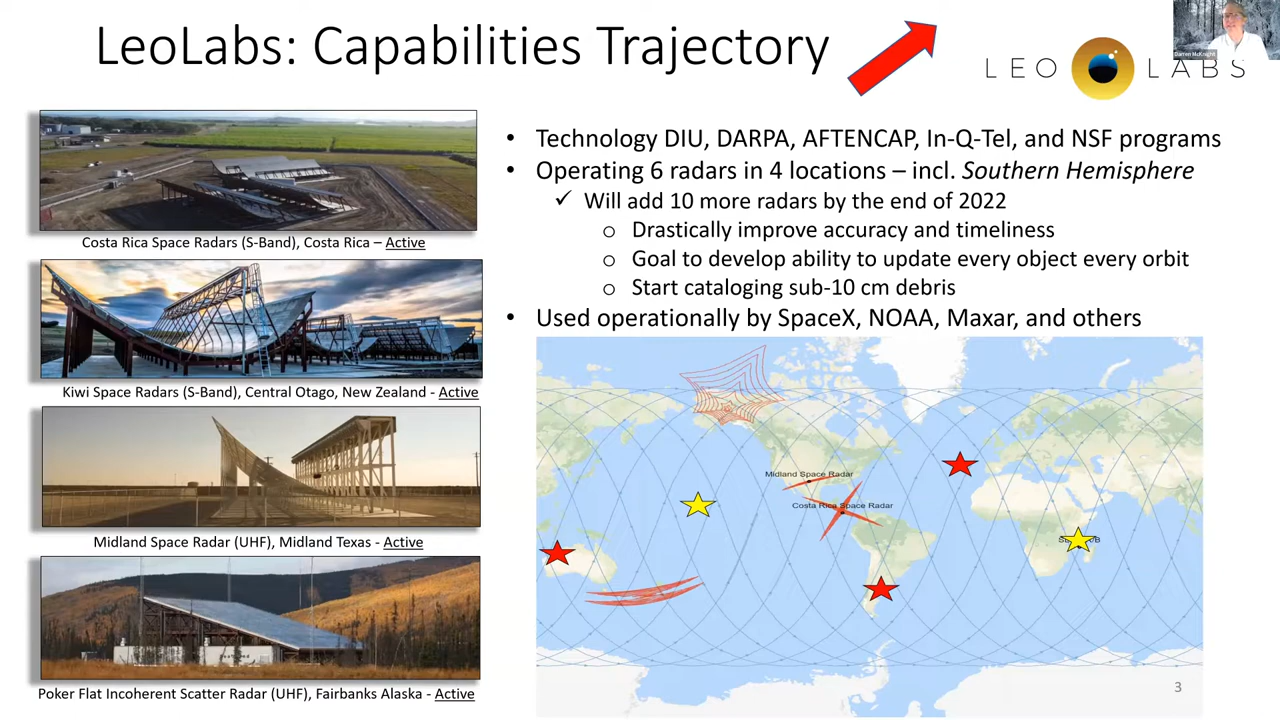 LeoLabs: Capabilities Trajectory
LEO LABS
Darren McKnight
• Technology DIU, DARPA, AFTENCAP, In-Q-Tel, and NSF programs
• Operating 6 radars in 4 locations – incl. Southern Hemisphere
✓ Will add 10 more radars by the end of 2022
o Drastically improve accuracy and timeliness
o Goal to develop ability to update every object every orbit
o Start cataloging sub-10 cm debris
• Used operationally by SpaceX, NOAA, Maxar, and others
Costa Rica Space Radars (S-Band), Costa Rica – Active
Kiwi Space Radars (S-Band), Central Otago, New Zealand - Active
Midland Space Radar (UHF), Midland Texas - Active
Poker Flat Incoherent Scatter Radar (UHF), Fairbanks Alaska - Active
Midland Space Radar
Costa Rica Space Radar
3